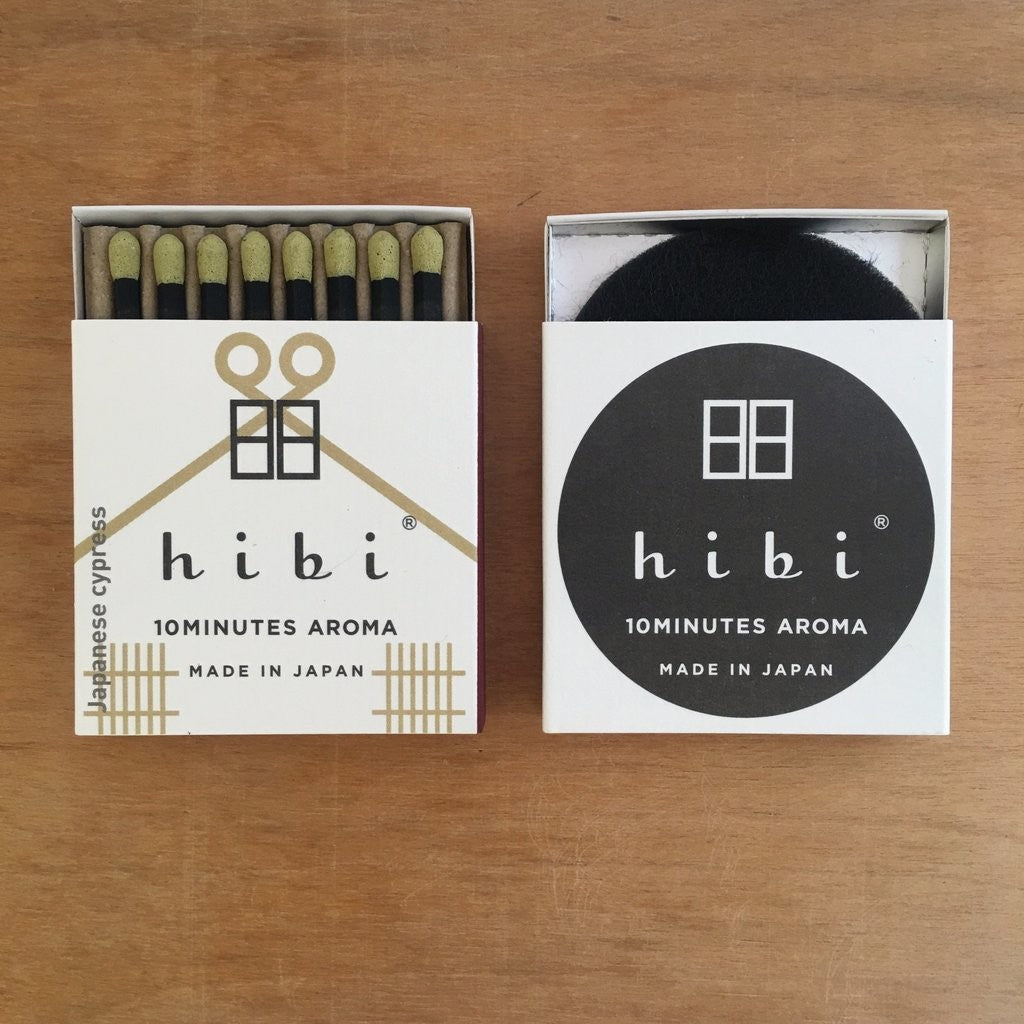 hibi®
10MINUTES AROMA
MADE IN JAPAN
Japanese cypress
hibi®
10MINUTES AROMA
MADE IN JAPAN